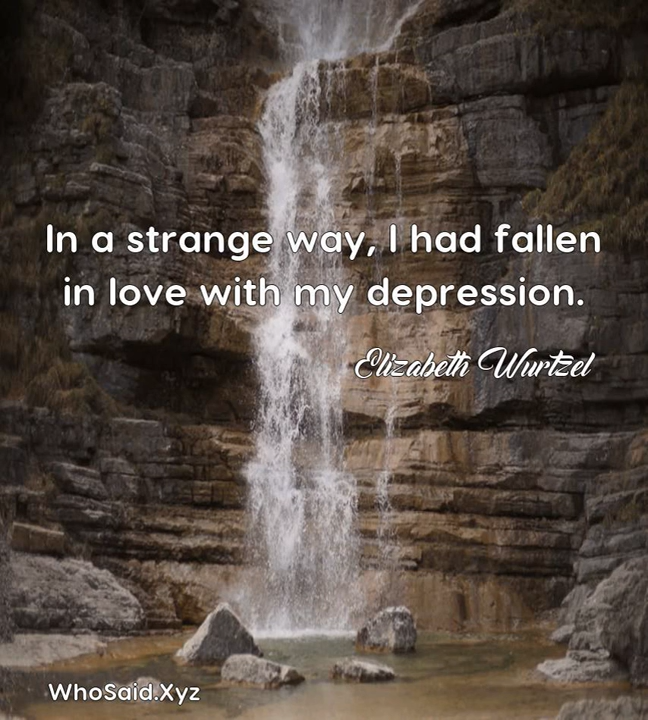 In a strange way, I had fallen
in love with my depression.
Elizabeth Wurtzel
WhoSaid.Xyz